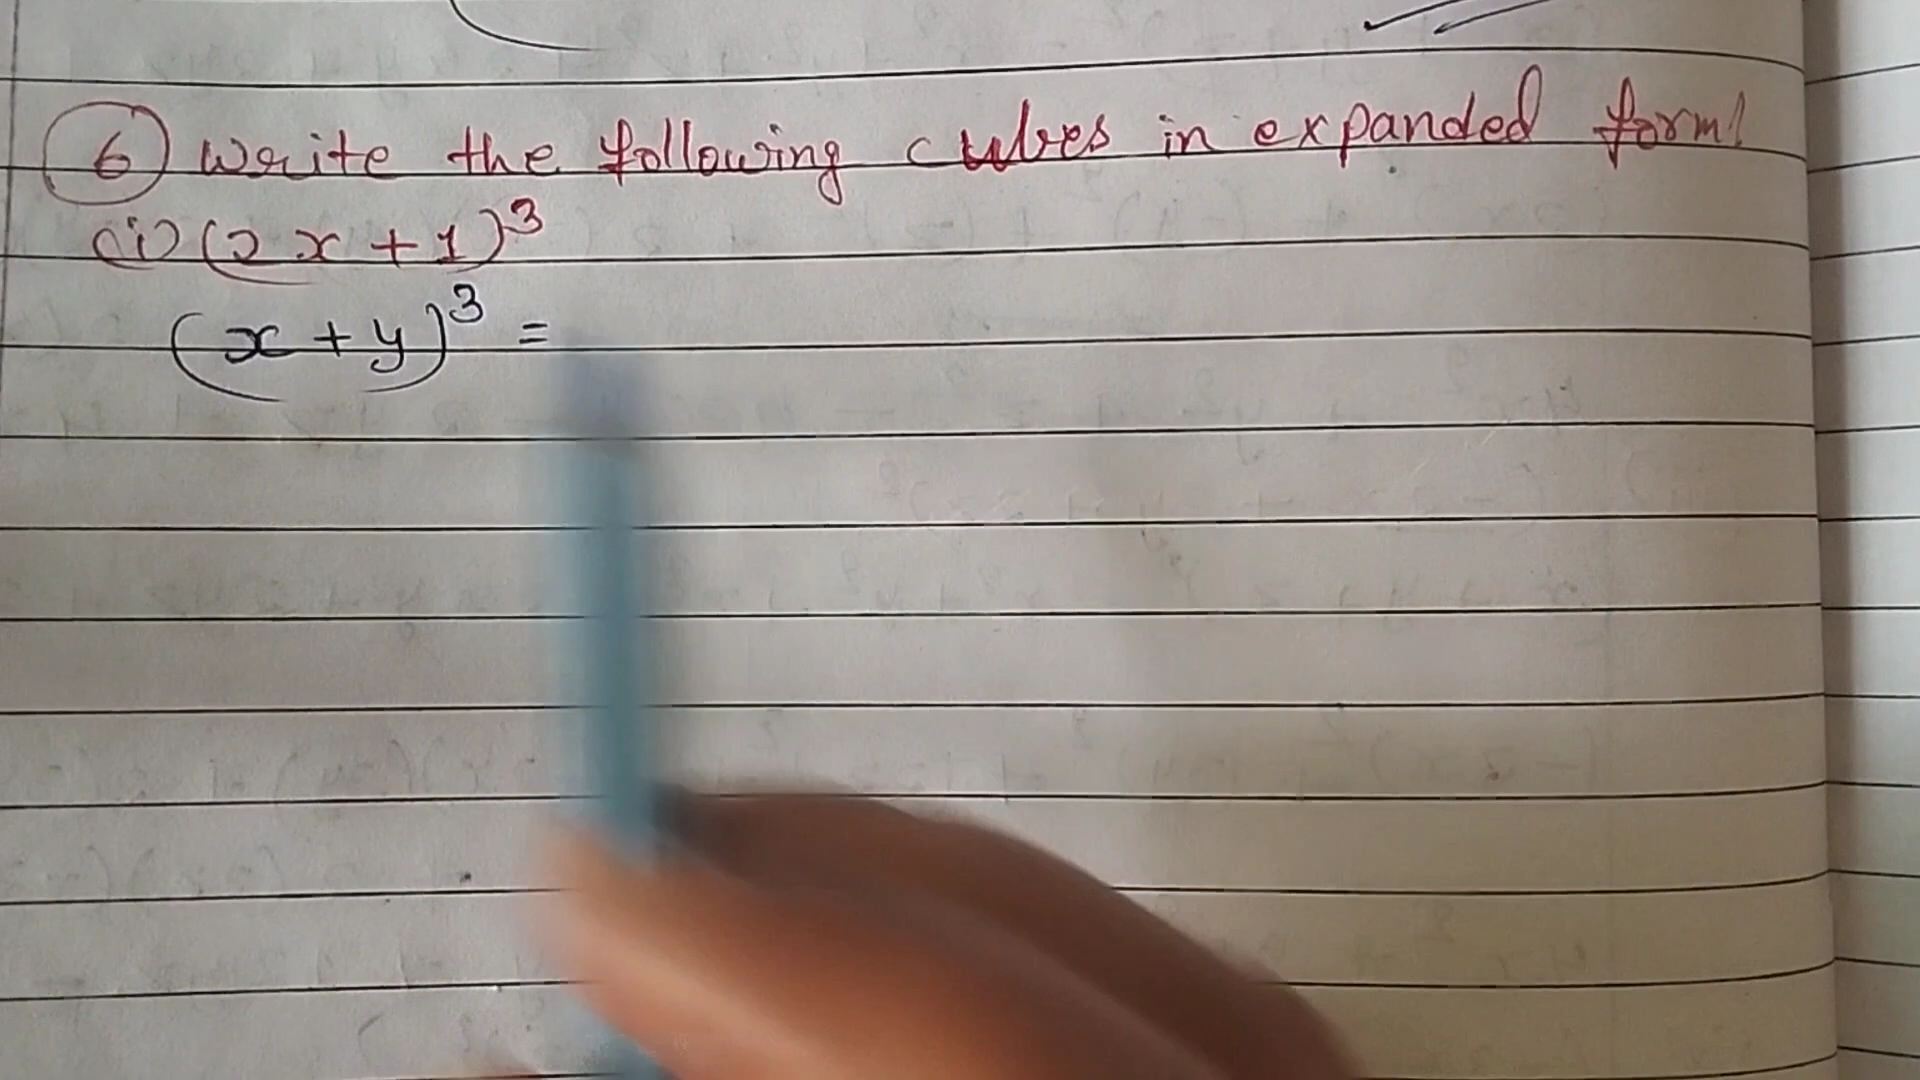 6 Write the following cubes in expanded form:
(i) (2x + 1)³
(x + y)³ =